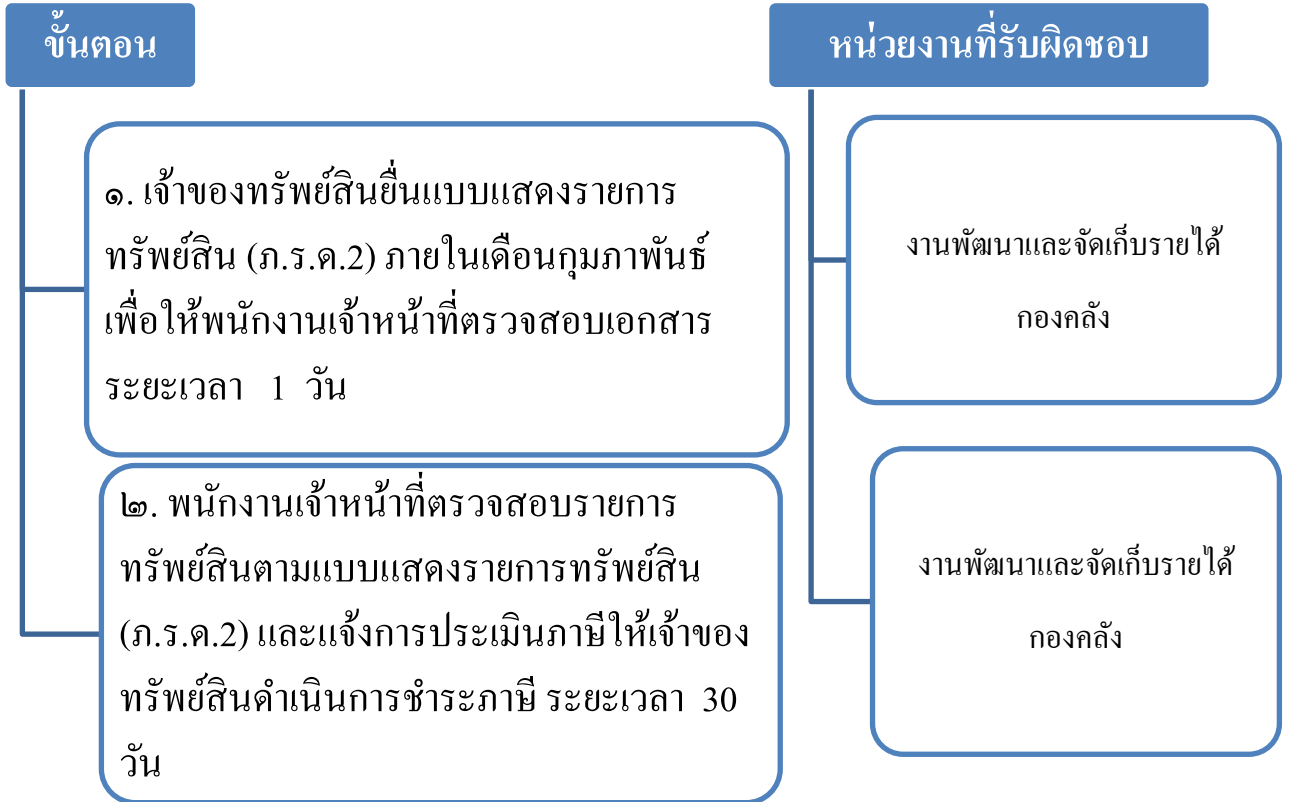 ขั้นตอน
หน่วยงานที่รับผิดชอบ
๑. เจ้าของทรัพย์สินยื่นแบบแสดงรายการ
ทรัพย์สิน (ภ.ร.ด.2) ภายในเดือนกุมภาพันธ์
เพื่อให้พนักงานเจ้าหน้าที่ตรวจสอบเอกสาร
ระยะเวลา 1 วัน
งานพัฒนาและจัดเก็บรายได้
กองคลัง
๒. พนักงานเจ้าหน้าที่ตรวจสอบรายการ
ทรัพย์สินตามแบบแสดงรายการทรัพย์สิน
(ภ.ร.ด.2) และแจ้งการประเมินภาษีให้เจ้าของ
ทรัพย์สินดำเนินการชำระภาษี ระยะเวลา 30
วัน
งานพัฒนาและจัดเก็บรายได้
กองคลัง